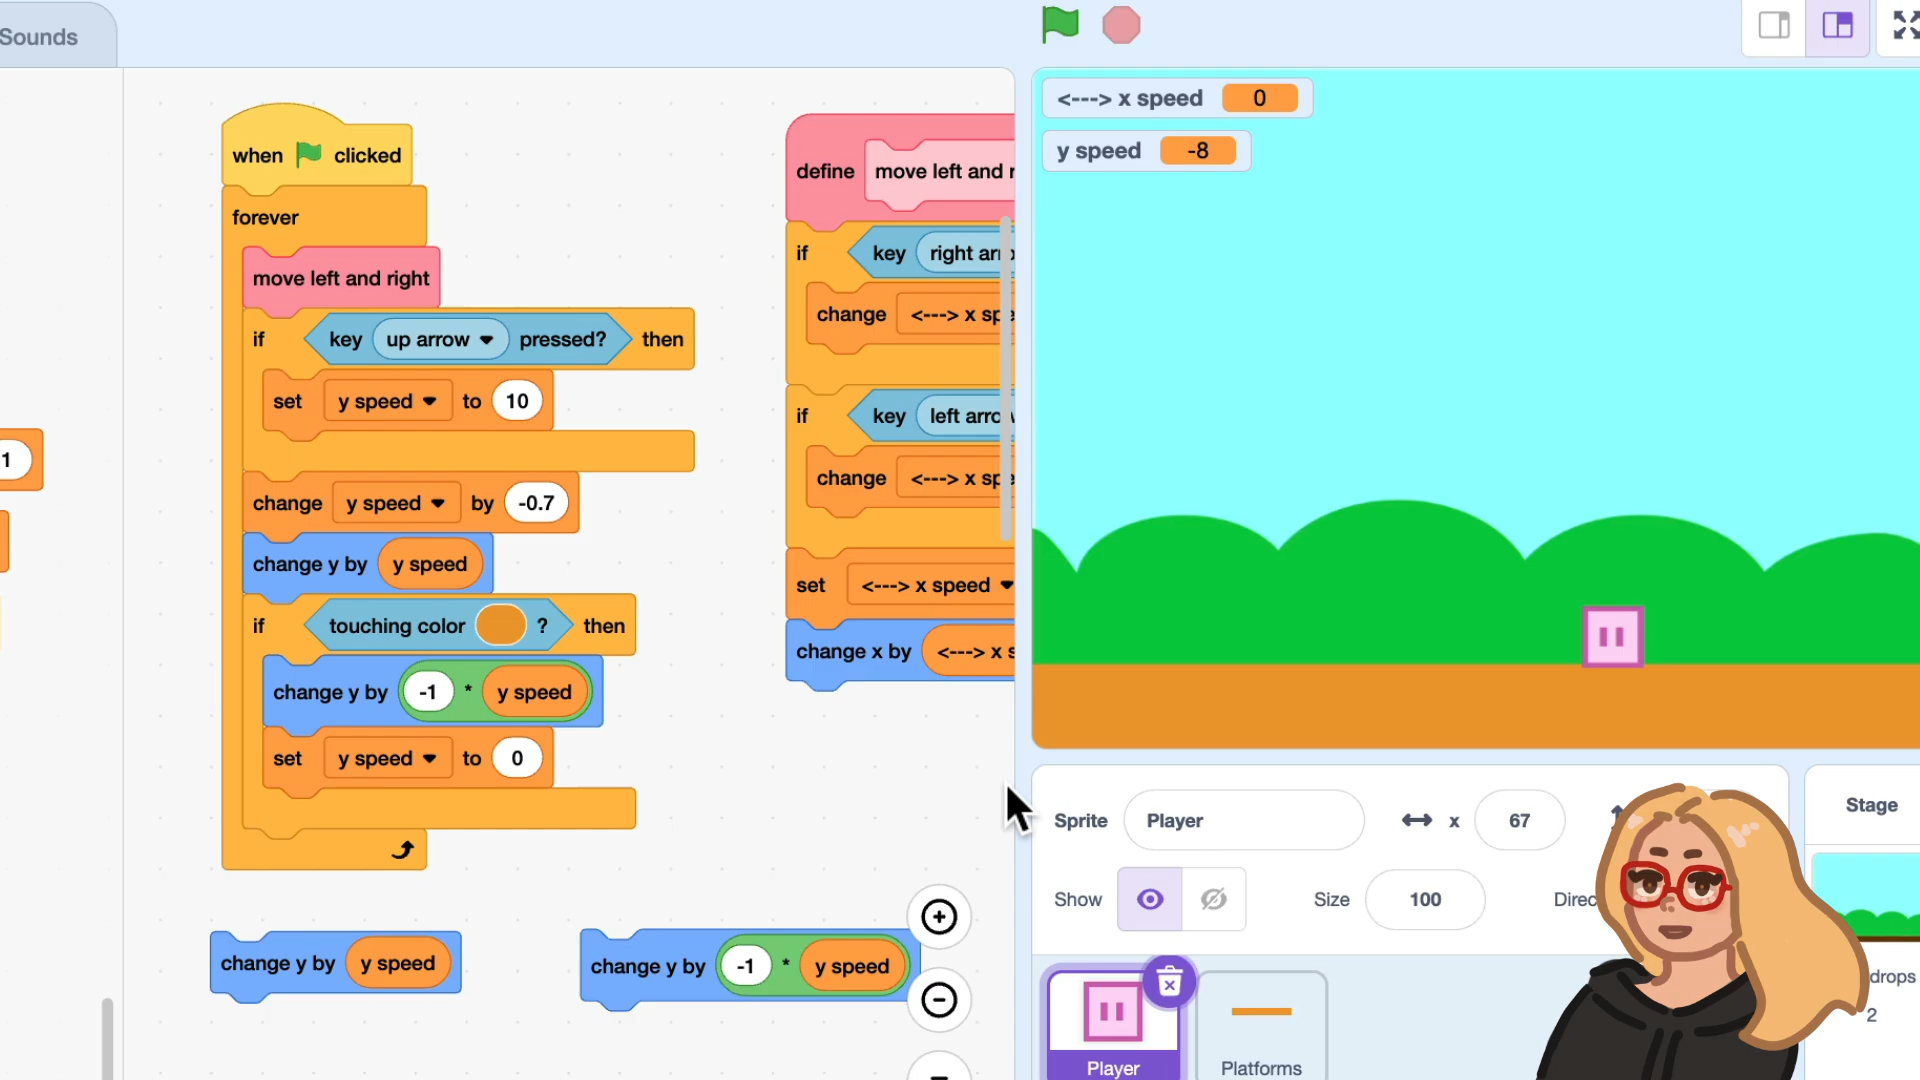 Sounds
1
when clicked
forever
move left and right
if key up arrow pressed? then
set y speed to 10
change y speed by -0.7
change y by y speed
if touching color ? then
change y by -1 * y speed
set y speed to 0
change y by y speed
change y by -1 * y speed
define move left and r
if key right arro
change <---> x spe
if key left arrow
change <---> x spe
set <---> x speed
change x by <---> x s
<---> x speed 0
y speed -8
Sprite Player x 67
Show Size 100 Direc
Player
Platforms
Stage
drops
2